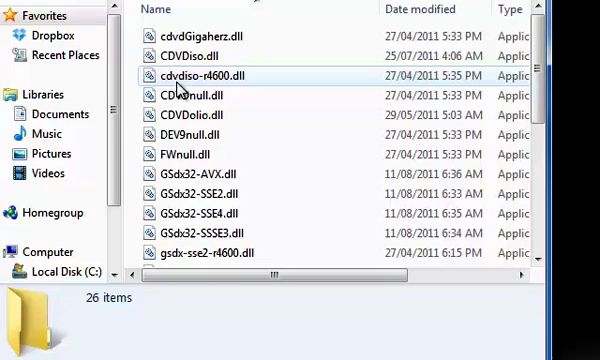 Favorites
Dropbox
Recent Places
Libraries
Documents
Music
Pictures
Videos
Homegroup
Computer
Local Disk (C:)
Name Date modified Type
cdvdGigaherz.dll 27/04/2011 5:33 PM Applic
CDVDiso.dll 25/07/2011 4:06 AM Applic
cdvdiso-r4600.dll 27/04/2011 5:35 PM Applic
27/04/2011 5:33 PM Applic
CDVDolio.dll 29/05/2011 5:03 AM Applic
DEV9null.dll 27/04/2011 5:33 PM Applic
FWnull.dll 27/04/2011 5:33 PM Applic
GSdx32-AVX.dll 11/08/2011 6:36 AM Applic
GSdx32-SSE2.dll 11/08/2011 6:33 AM Applic
GSdx32-SSE4.dll 11/08/2011 6:35 AM Applic
GSdx32-SSSE3.dll 11/08/2011 6:34 AM Applic
gsdx-sse2-r4600.dll 27/04/2011 6:15 PM Applic
26 items